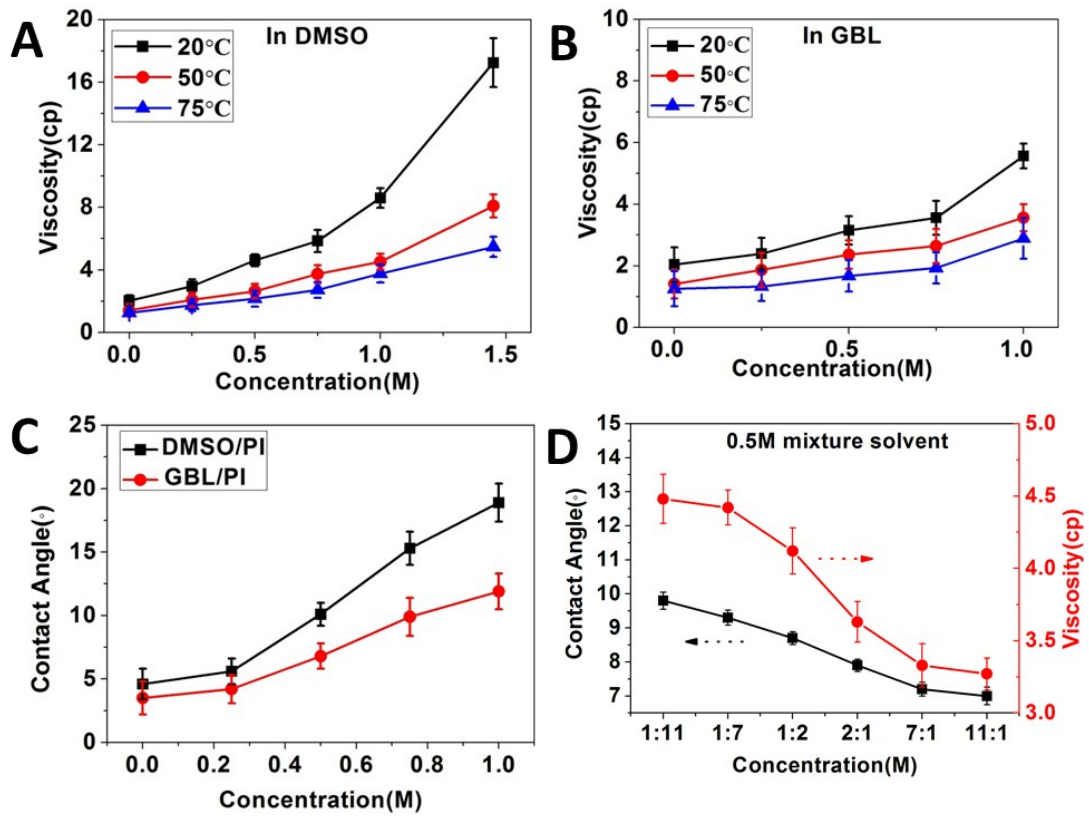 A
In DMSO
20°C
50°C
75°C
Viscosity(cp)
20
16
12
8
4
0
0.0 0.5 1.0 1.5
Concentration(M)
B
In GBL
20°C
50°C
75°C
Viscosity(cp)
10
8
6
4
2
0
0.0 0.5 1.0
Concentration(M)
C
DMSO/PI
GBL/PI
Contact Angle(°)
25
20
15
10
5
0
0.0 0.2 0.4 0.6 0.8 1.0
Concentration(M)
D
0.5M mixture solvent
Contact Angle(°)
15
14
13
12
11
10
9
8
7
5.0
4.5
4.0
3.5
3.0
Viscosity(cp)
1:11 1:7 1:2 2:1 7:1 11:1
Concentration(M)